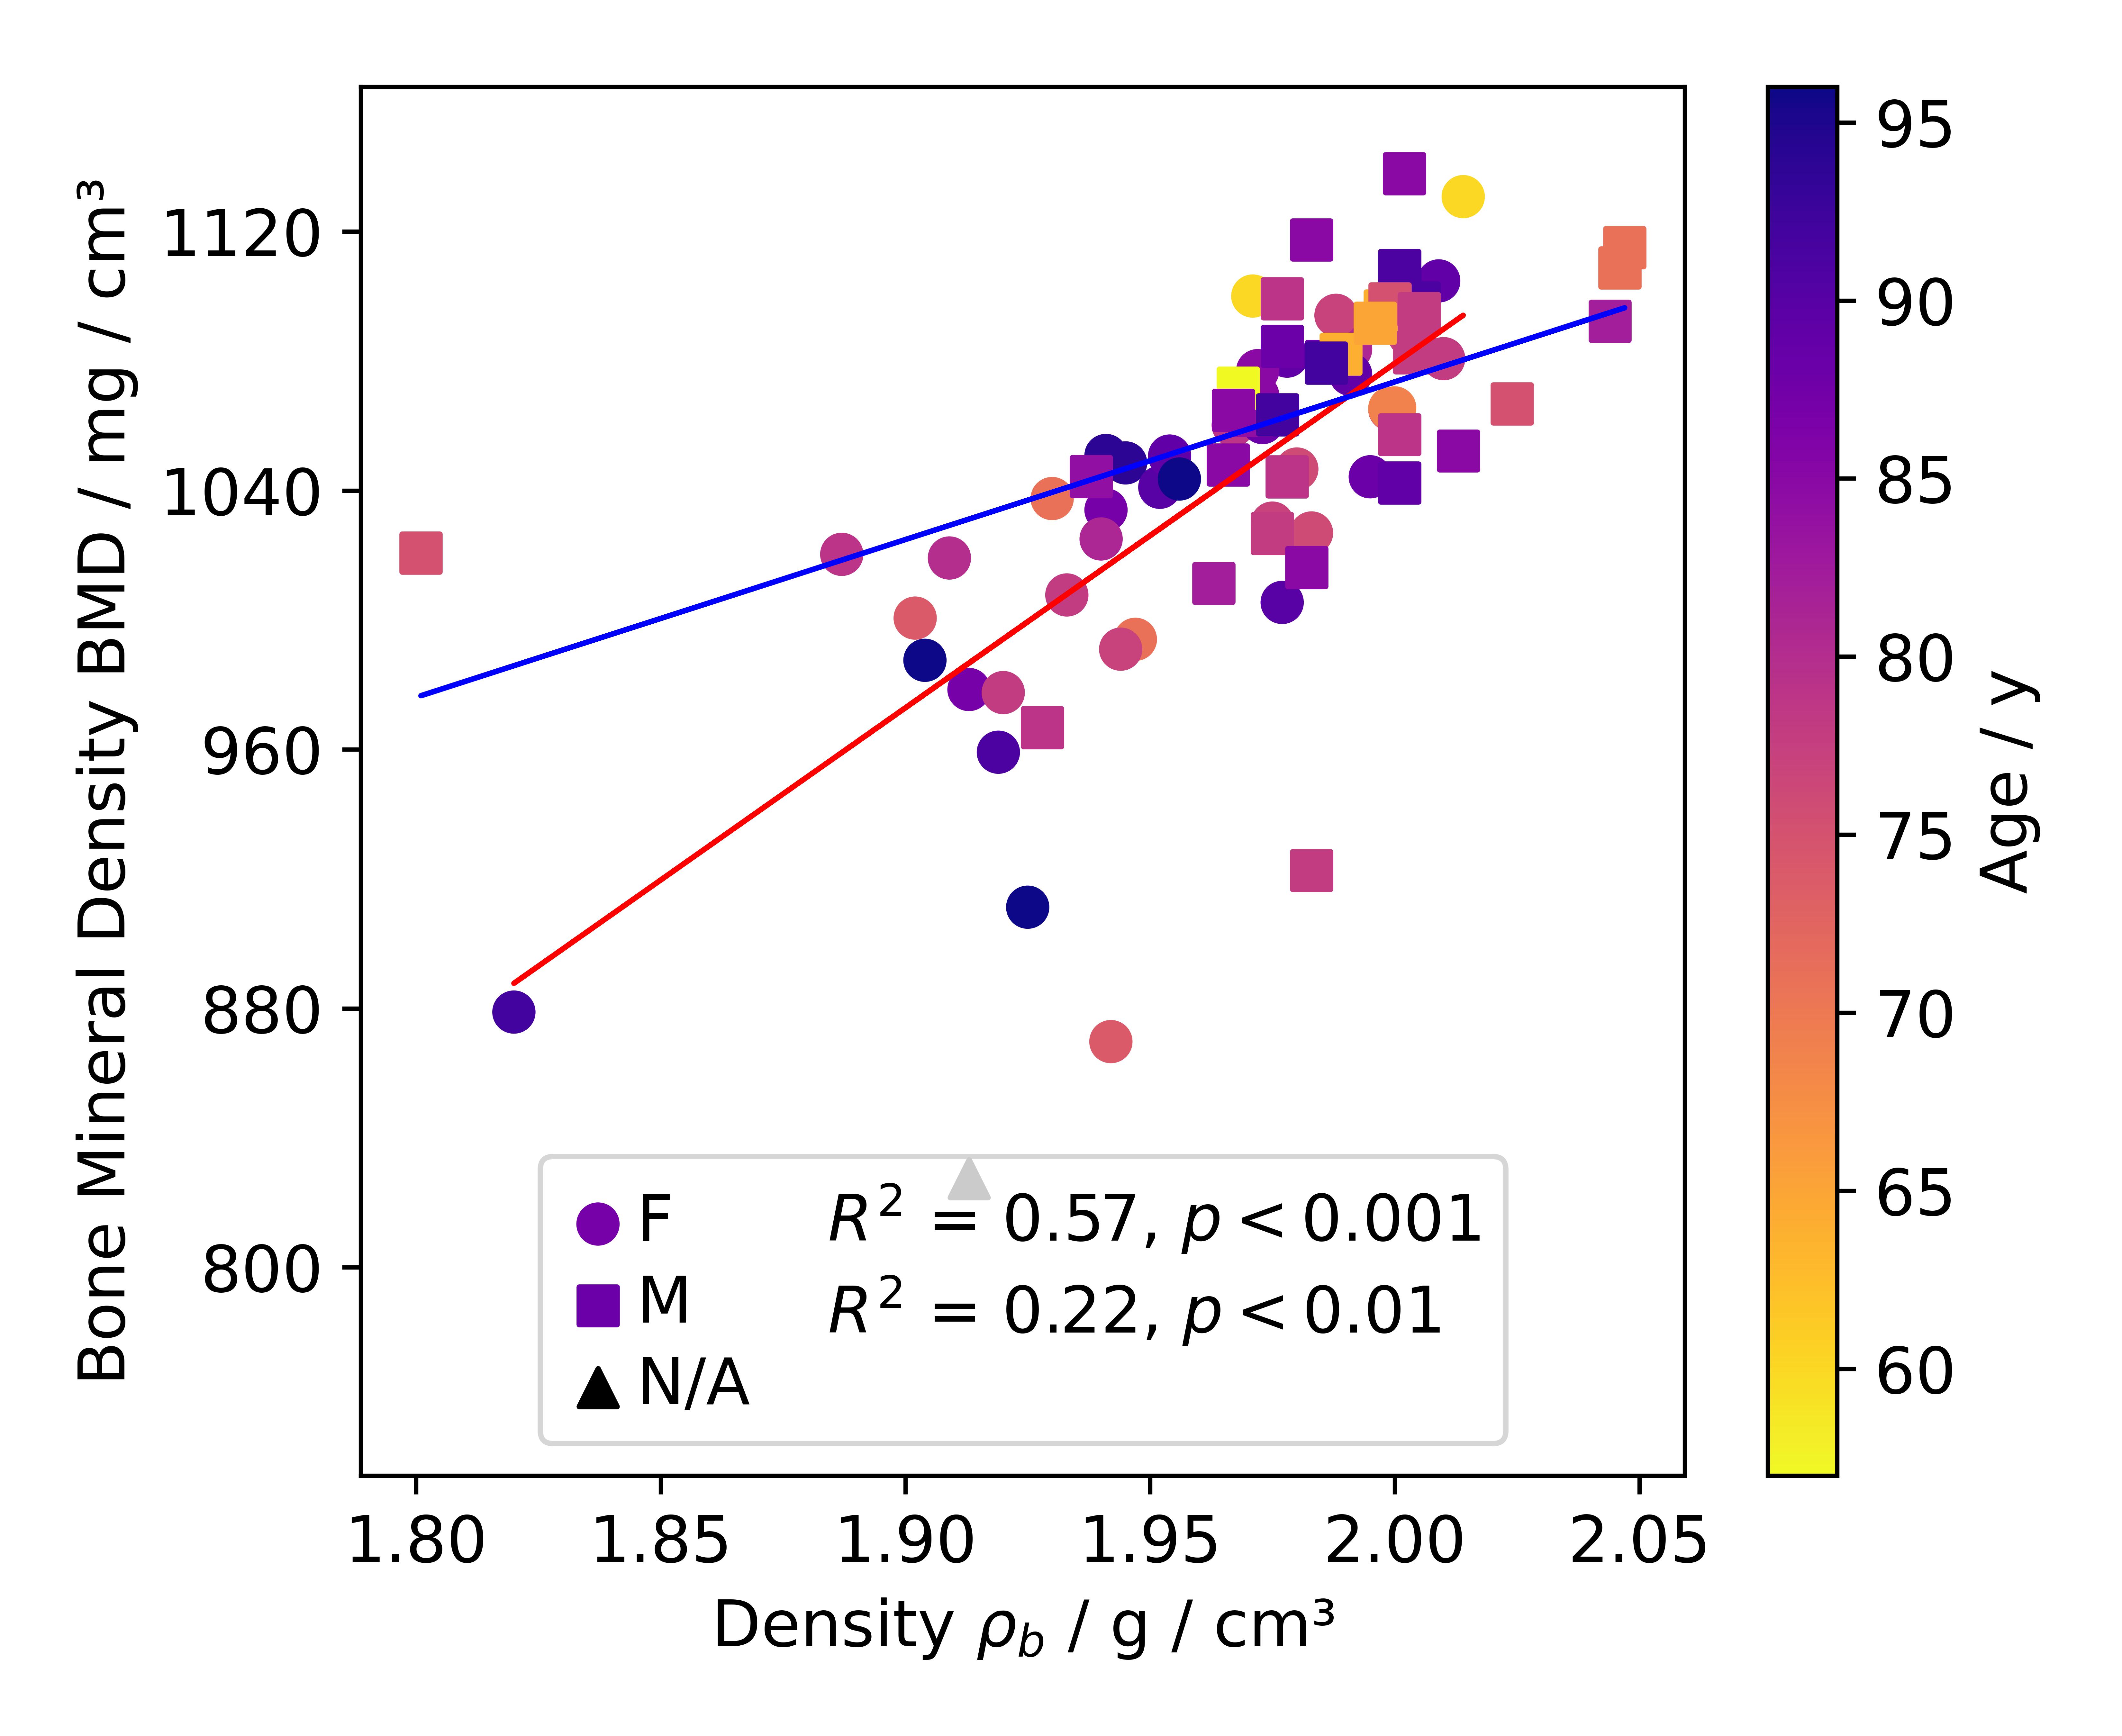 Bone Mineral Density BMD / mg / cm³
1120
1040
960
880
800
F
M
N/A
R² = 0.57, p < 0.001
R² = 0.22, p < 0.01
1.80 1.85 1.90 1.95 2.00 2.05
Density ρ_b / g / cm³
95
90
85
80
75
70
65
60
Age / y